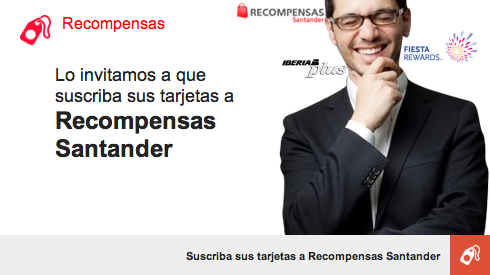 Recompensas
RECOMPENSAS
Santander
IBERIA
plus
FIESTA
REWARDS.
Lo invitamos a que
suscriba sus tarjetas a
Recompensas
Santander
Suscriba sus tarjetas a Recompensas Santander